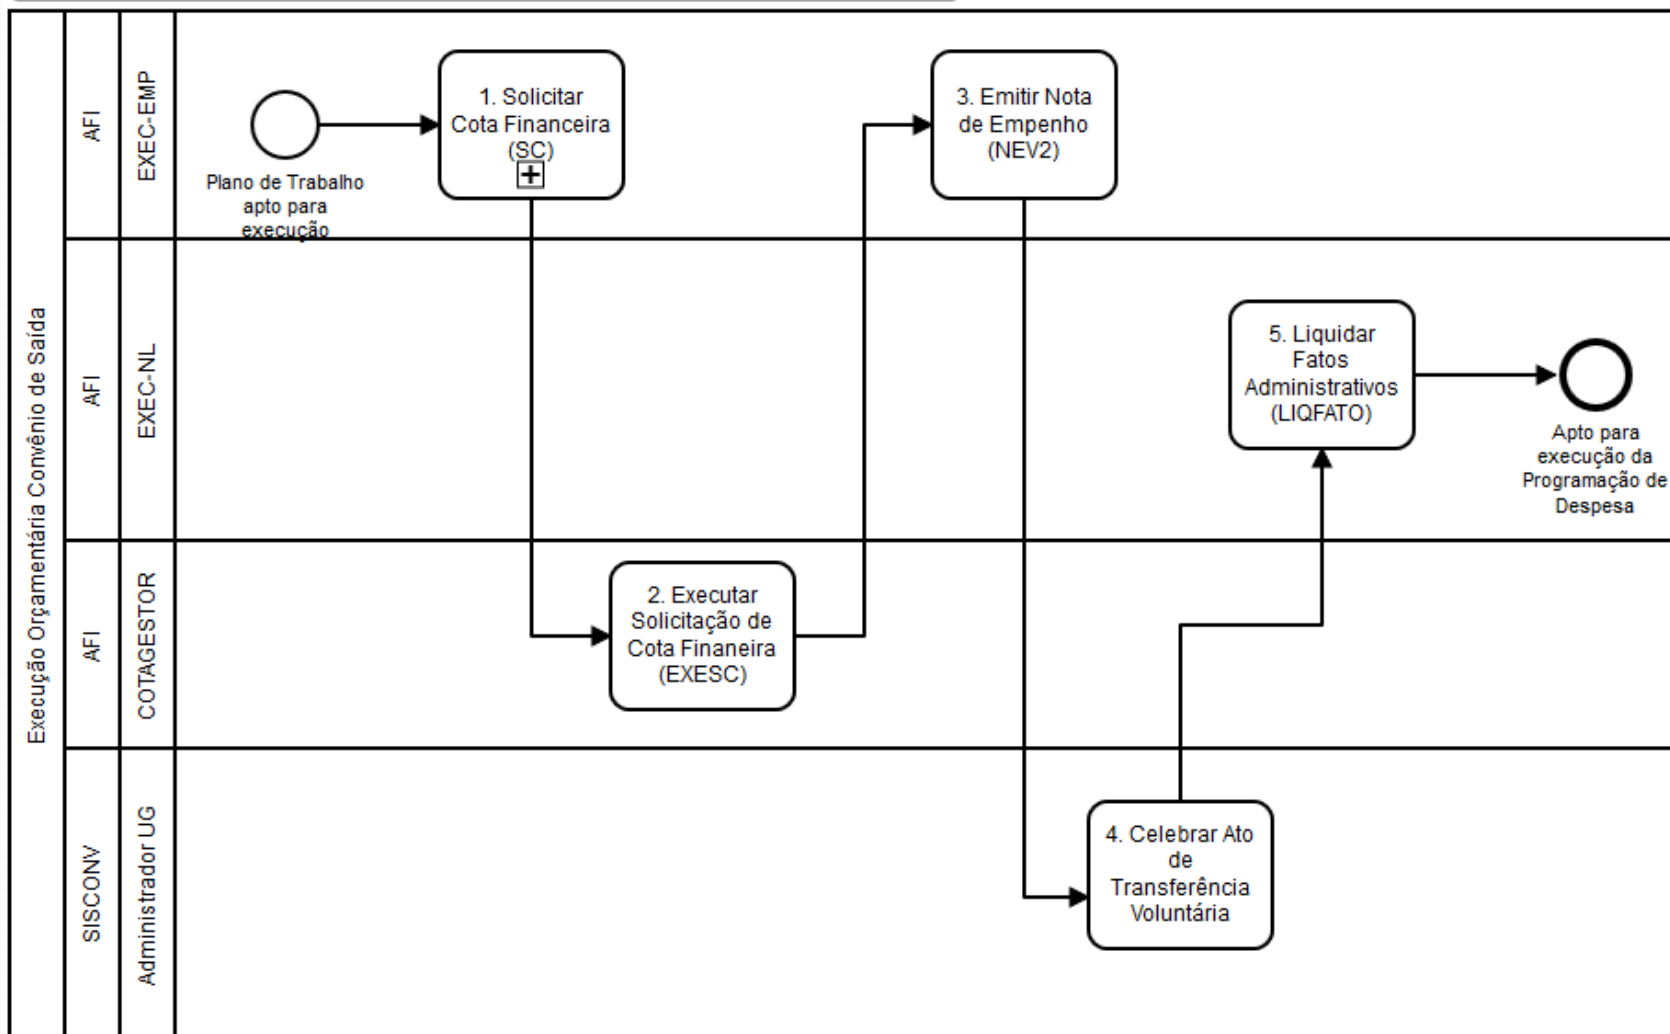 Execução Orçamentária Convênio de Saída
AFI
EXEC-EMP
Plano de Trabalho
apto para
execução
1. Solicitar
Cota Financeira
(SC)
3. Emitir Nota
de Empenho
(NEV2)
AFI
EXEC-NL
5. Liquidar
Fatos
Administrativos
(LIQFATO)
Apto para
execução da
Programação de
Despesa
AFI
COTAGESTOR
2. Executar
Solicitação de
Cota Finaneira
(EXESC)
SISCONV
Administrador UG
4. Celebrar Ato
de
Transferência
Voluntária